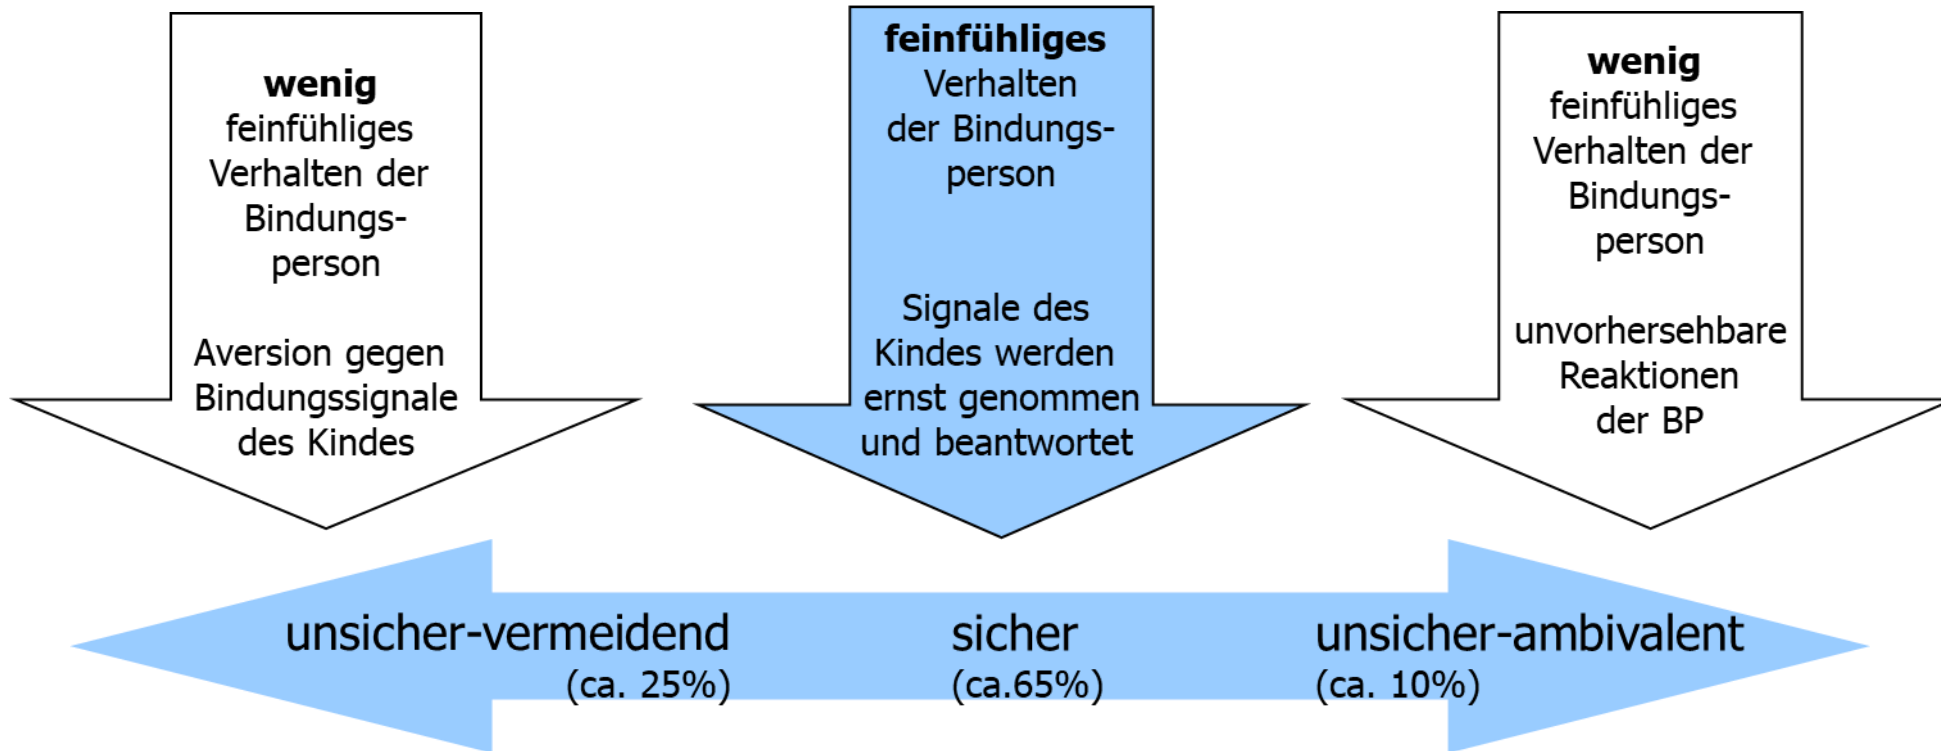 wenig
feinfühliges
Verhalten der
Bindungs-
person
Aversion gegen
Bindungssignale
des Kindes
feinfühliges
Verhalten
der Bindungs-
person
Signale des
Kindes werden
ernst genommen
und beantwortet
wenig
feinfühliges
Verhalten der
Bindungs-
person
unvorhersehbare
Reaktionen
der BP
unsicher-vermeidend
(ca. 25%)
sicher
(ca.65%)
unsicher-ambivalent
(ca. 10%)